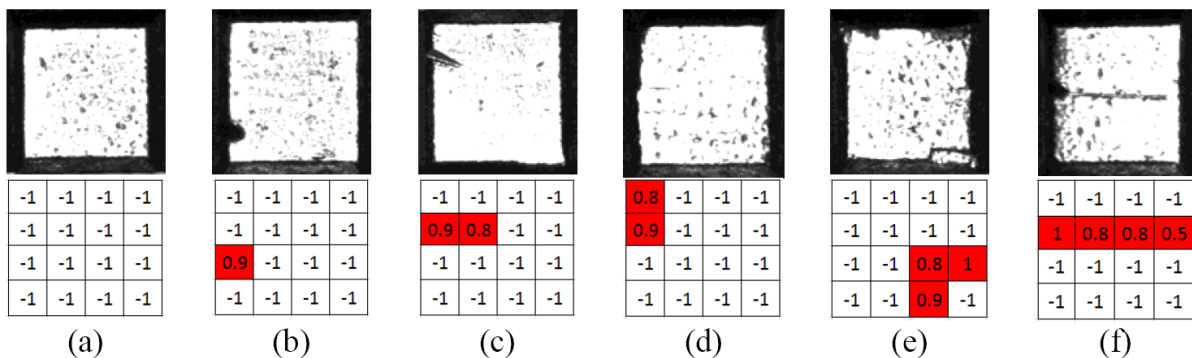 -1 -1 -1 -1
-1 -1 -1 -1
-1 -1 -1 -1
-1 -1 -1 -1
(a)
-1 -1 -1 -1
-1 -1 -1 -1
0.9 -1 -1 -1
-1 -1 -1 -1
(b)
-1 -1 -1 -1
0.9 0.8 -1 -1
-1 -1 -1 -1
-1 -1 -1 -1
(c)
0.8 -1 -1 -1
0.9 -1 -1 -1
-1 -1 -1 -1
-1 -1 -1 -1
(d)
-1 -1 -1 -1
-1 -1 -1 -1
-1 -1 0.8 1
-1 -1 0.9 -1
(e)
-1 -1 -1 -1
1 0.8 0.8 0.5
-1 -1 -1 -1
-1 -1 -1 -1
(f)